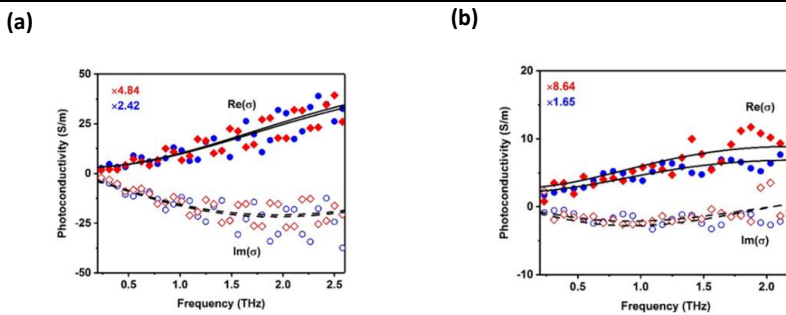 (a)
(b)
×4.84
×2.42
Re(σ)
Im(σ)
Photoconductivity (S/m)
50
25
0
-25
-50
0.5
1.0
1.5
2.0
2.5
Frequency (THz)
×8.64
×1.65
Re(σ)
Im(σ)
Photoconductivity (S/m)
20
10
0
-10
0.5
1.0
1.5
2.0
Frequency (THz)